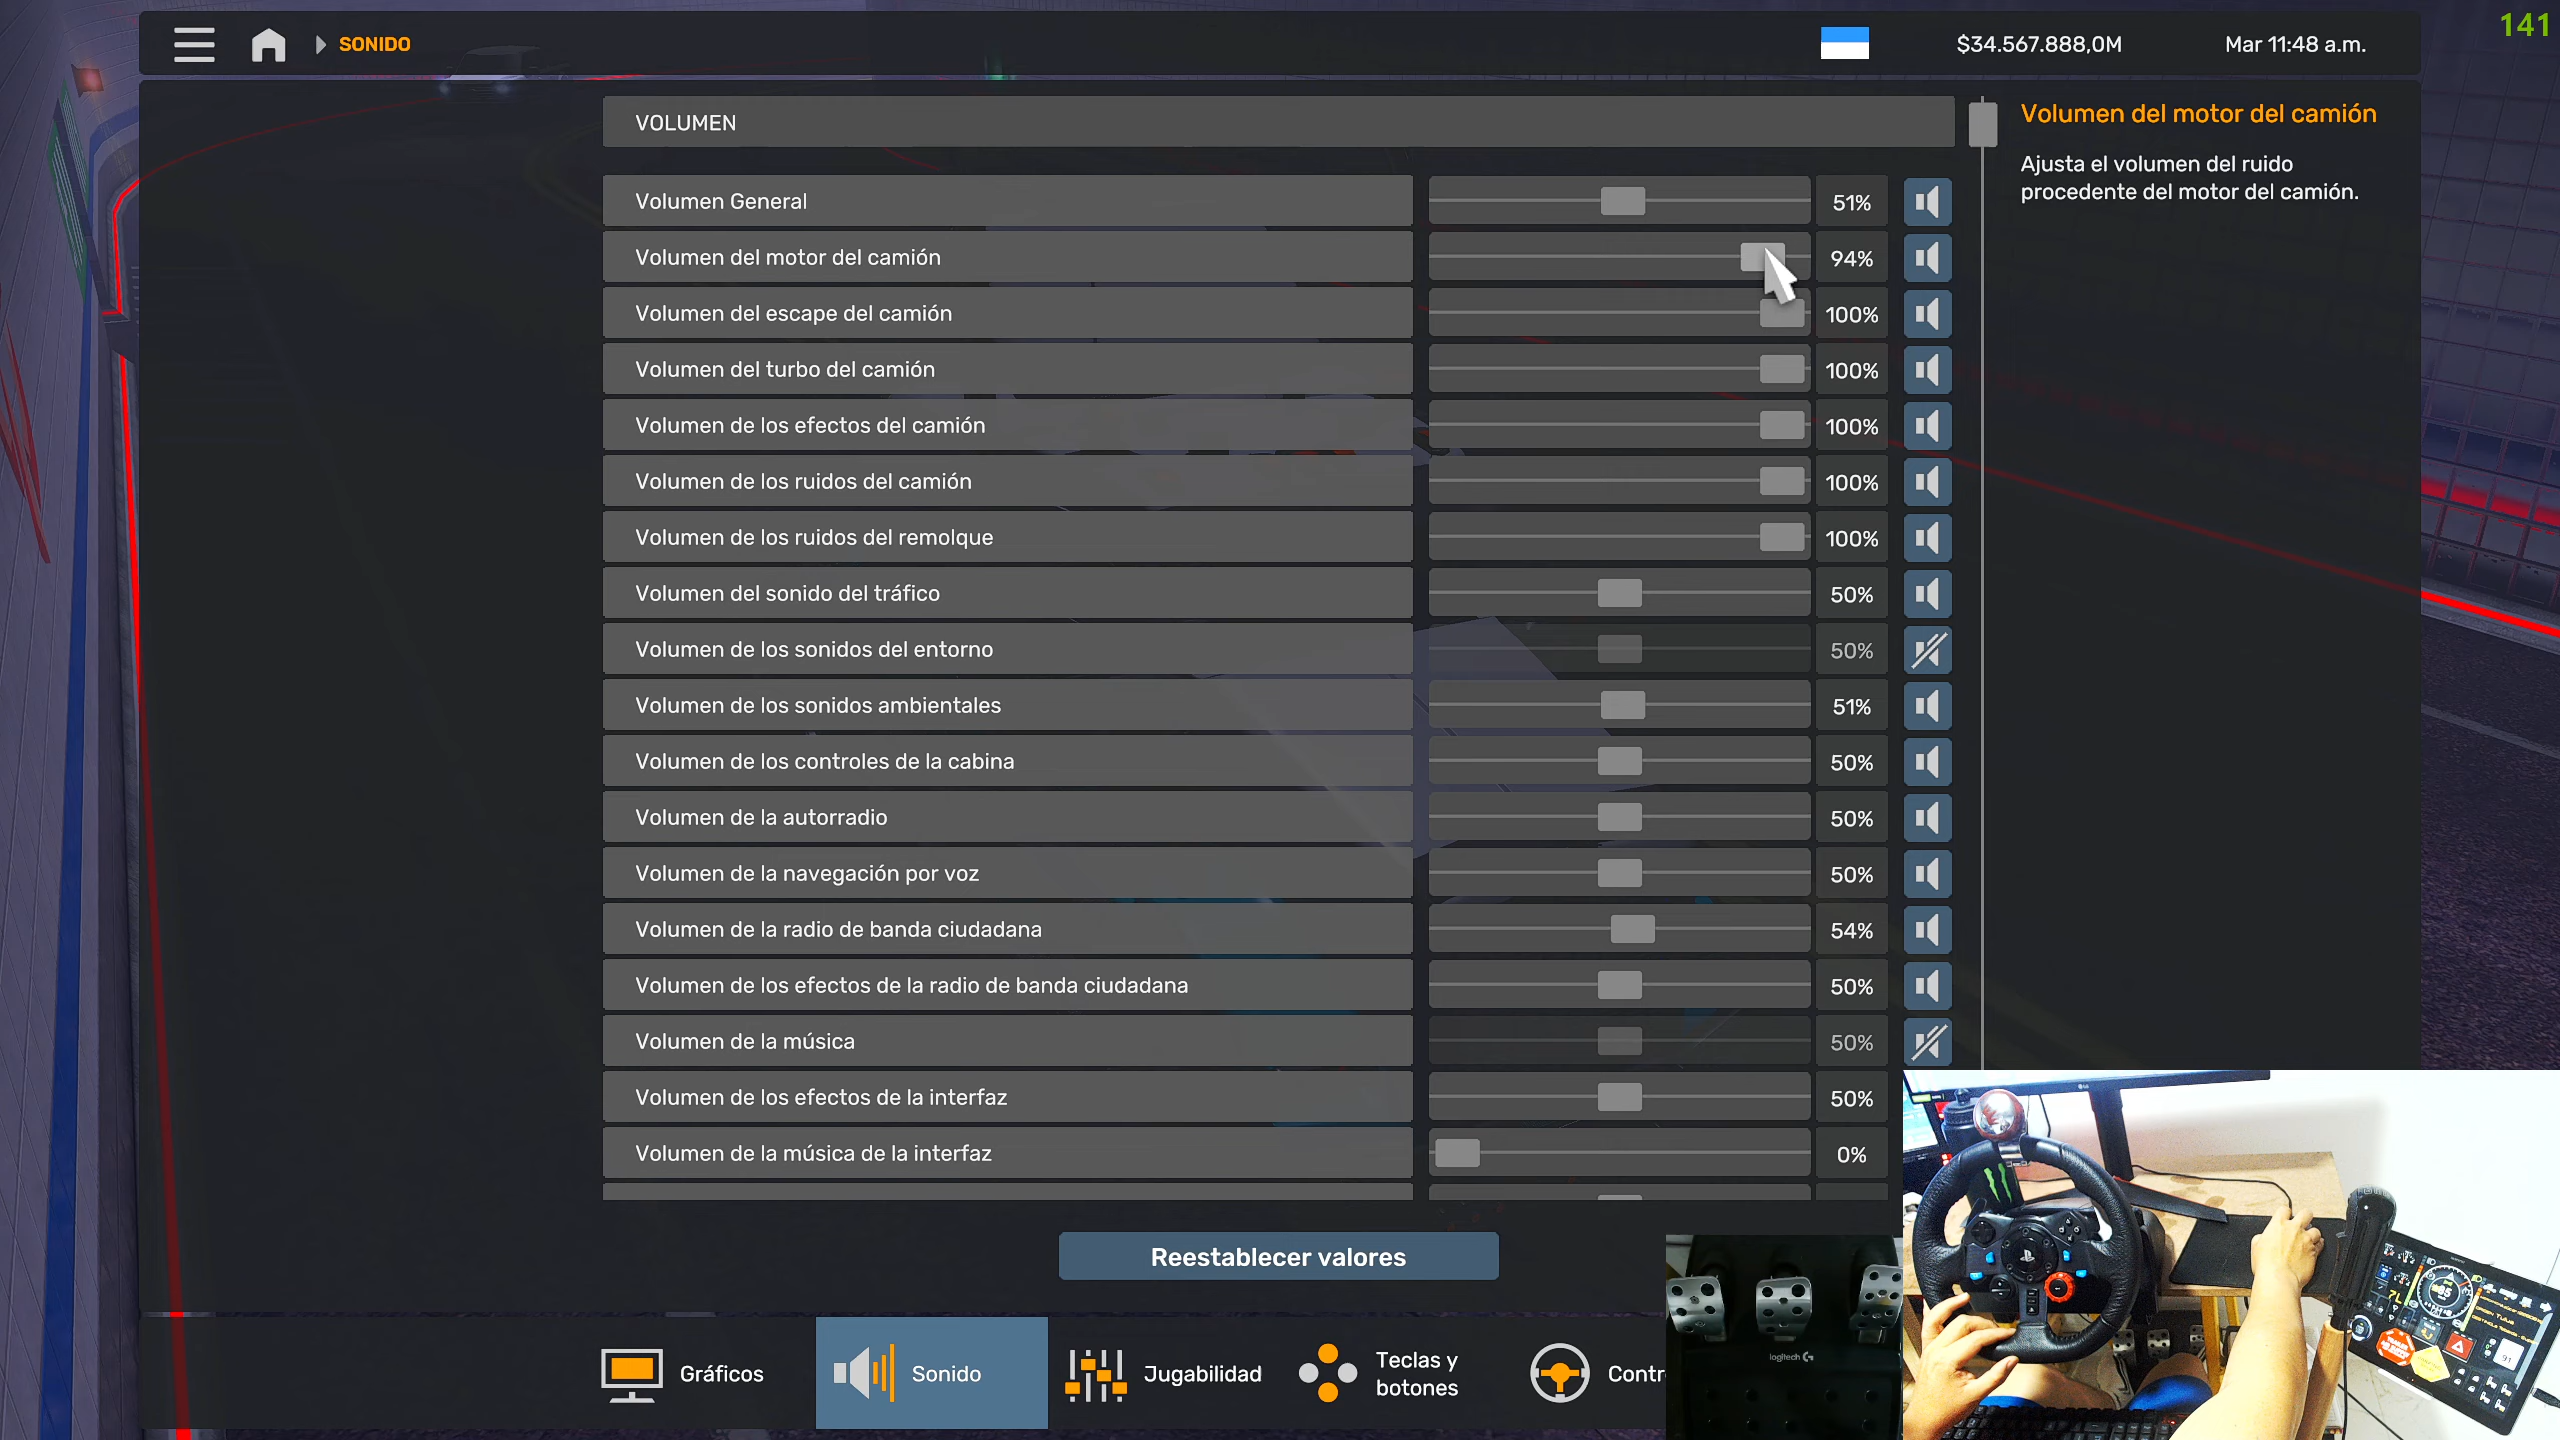 SONIDO
$34.567.888,0M
Mar 11:48 a.m.
141
VOLUMEN
Volumen General
51%
Volumen del motor del camión
94%
Volumen del escape del camión
100%
Volumen del turbo del camión
100%
Volumen de los efectos del camión
100%
Volumen de los ruidos del camión
100%
Volumen de los ruidos del remolque
100%
Volumen del sonido del tráfico
50%
Volumen de los sonidos del entorno
50%
Volumen de los sonidos ambientales
51%
Volumen de los controles de la cabina
50%
Volumen de la autorradio
50%
Volumen de la navegación por voz
50%
Volumen de la radio de banda ciudadana
54%
Volumen de los efectos de la radio de banda ciudadana
50%
Volumen de la música
50%
Volumen de los efectos de la interfaz
50%
Volumen de la música de la interfaz
0%
Volumen del motor del camión
Ajusta el volumen del ruido
procedente del motor del camión.
Reestablecer valores
Gráficos
Sonido
Jugabilidad
Teclas y
botones
Contr
logitech G